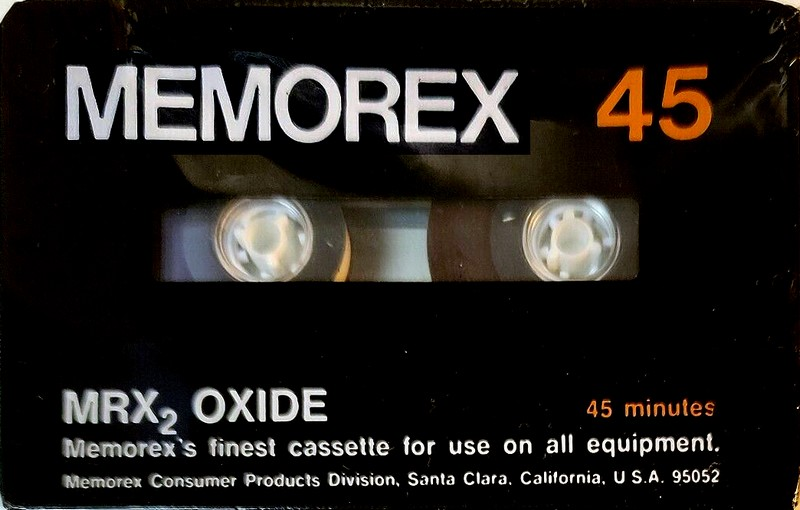 MEMOREX 45
MRX₂ OXIDE 45 minutes
Memorex's finest cassette for use on all equipment.
Memorex Consumer Products Division, Santa Clara, California, U.S.A. 95052